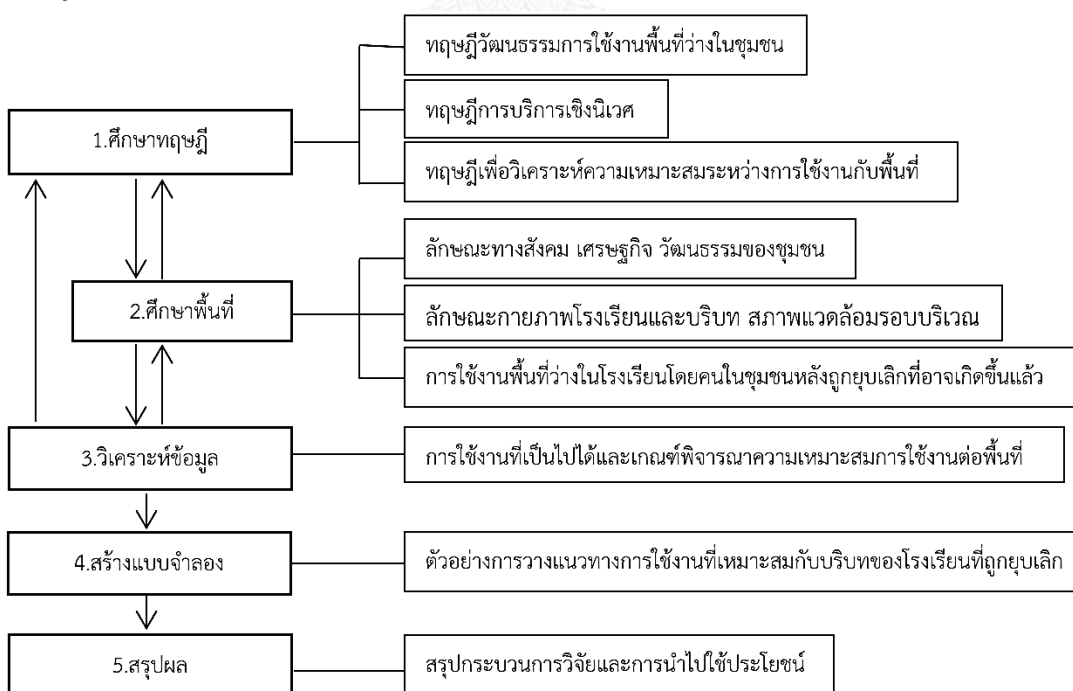 ทฤษฎีวัฒนธรรมการใช้งานพื้นที่ว่างในชุมชน
ทฤษฎีการบริการเชิงนิเวศ
1.ศึกษาทฤษฎี
ทฤษฎีเพื่อวิเคราะห์ความเหมาะสมระหว่างการใช้งานกับพื้นที่
ลักษณะทางสังคม เศรษฐกิจ วัฒนธรรมของชุมชน
2.ศึกษาพื้นที่
ลักษณะกายภาพโรงเรียนและบริบท สภาพแวดล้อมรอบบริเวณ
การใช้งานพื้นที่ว่างในโรงเรียนโดยคนในชุมชนหลังถูกยุบเลิกที่อาจเกิดขึ้นแล้ว
3.วิเคราะห์ข้อมูล
การใช้งานที่เป็นไปได้และเกณฑ์พิจารณาความเหมาะสมการใช้งานต่อพื้นที่
4.สร้างแบบจำลอง
ตัวอย่างการวางแนวทางการใช้งานที่เหมาะสมกับบริบทของโรงเรียนที่ถูกยุบเลิก
5.สรุปผล
สรุปกระบวนการวิจัยและการนำไปใช้ประโยชน์